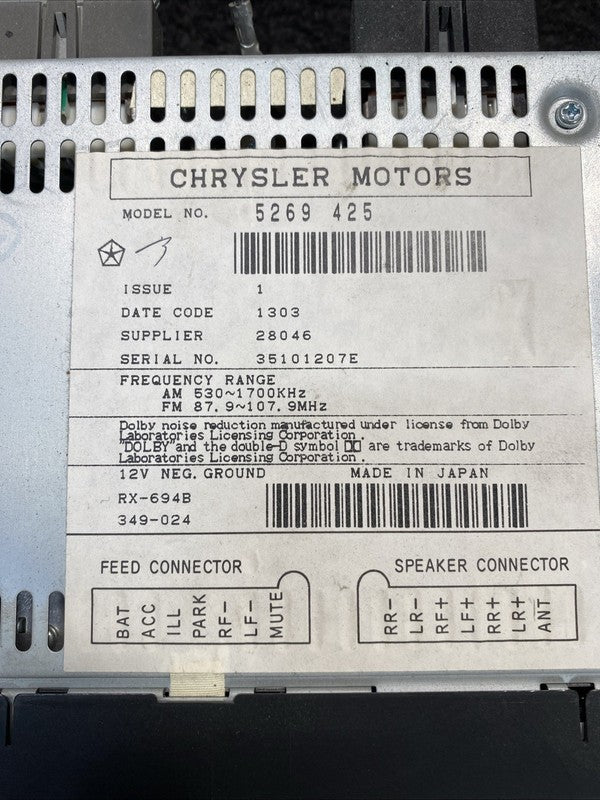 CHRYSLER MOTORS
MODEL NO. 5269 425
ISSUE 1
DATE CODE 1303
SUPPLIER 28046
SERIAL NO. 35101207E
FREQUENCY RANGE
AM 530~1700KHz
FM 87.9~107.9MHz
Dolby noise reduction manufactured under license from Dolby
Laboratories Licensing Corporation.
"DOLBY" and the double-D symbol are trademarks of Dolby
Laboratories Licensing Corporation.
12V NEG. GROUND MADE IN JAPAN
RX-694B
349-024
FEED CONNECTOR SPEAKER CONNECTOR
BAT ACC ILL PARK RF- LF- MUTE RR- LR- RF+ LF+ RR+ LR+ ANT